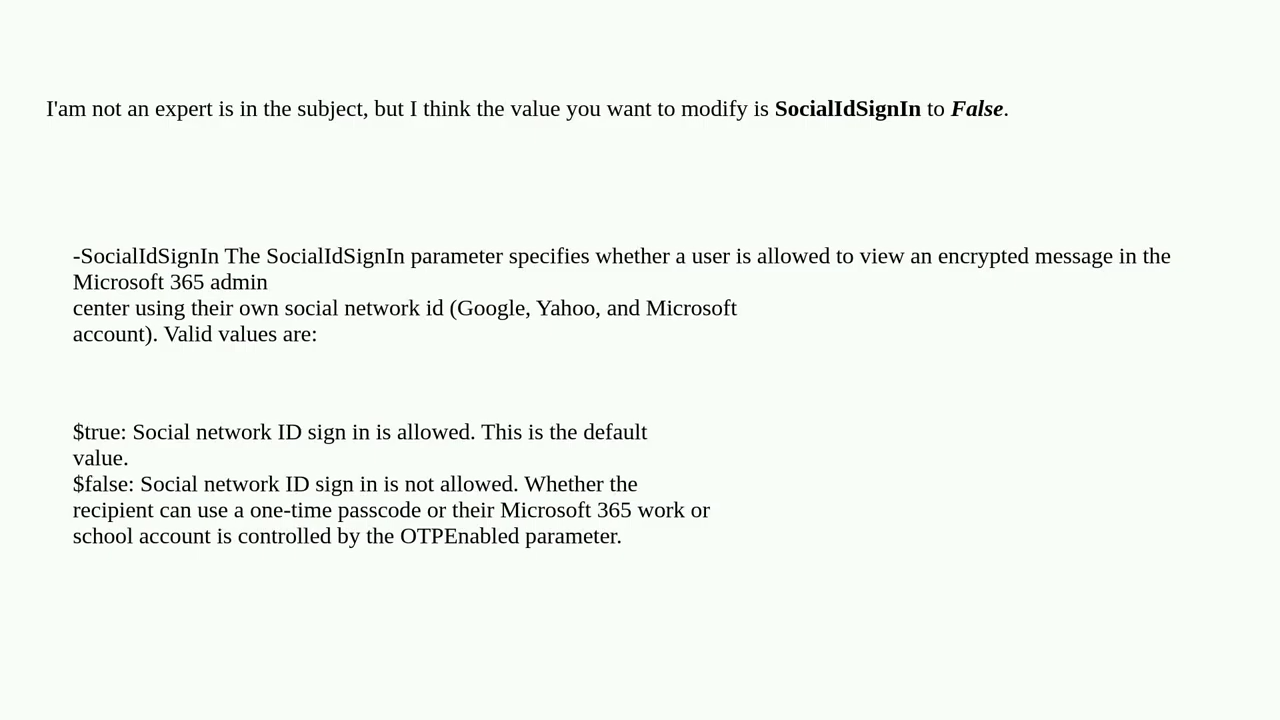 I'am not an expert is in the subject, but I think the value you want to modify is SocialIdSignIn to False.
-SocialIdSignIn The SocialIdSignIn parameter specifies whether a user is allowed to view an encrypted message in the
Microsoft 365 admin
center using their own social network id (Google, Yahoo, and Microsoft
account). Valid values are:
$true: Social network ID sign in is allowed. This is the default
value.
$false: Social network ID sign in is not allowed. Whether the
recipient can use a one-time passcode or their Microsoft 365 work or
school account is controlled by the OTPEnabled parameter.